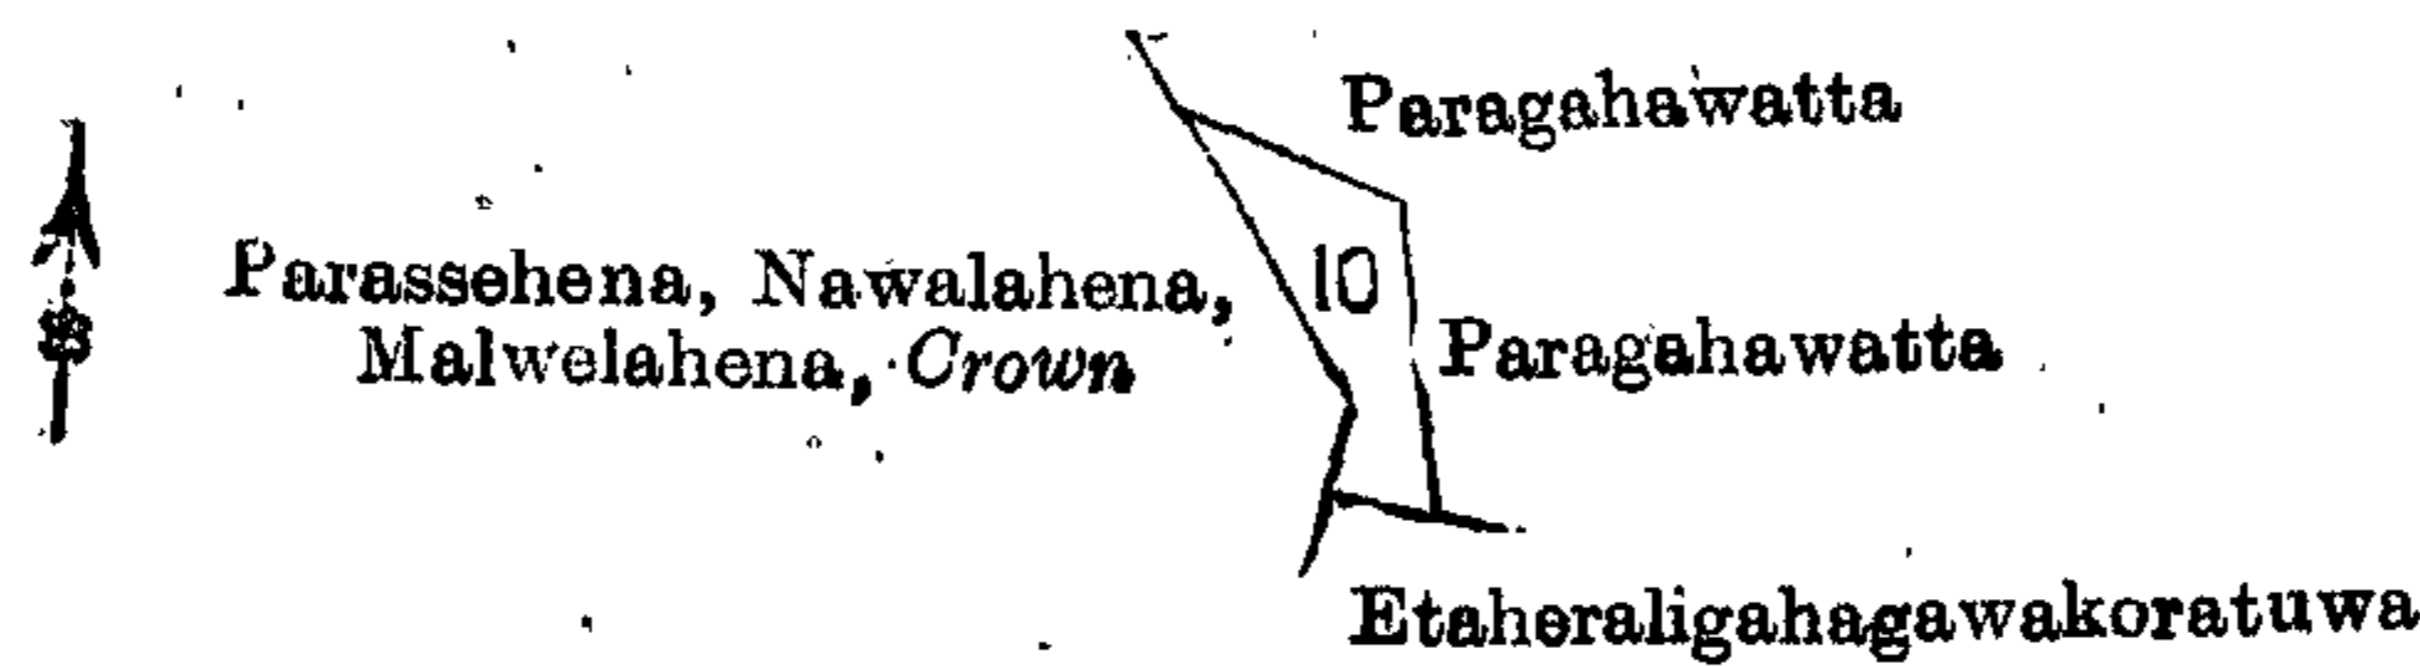 Paragahawatta
Parassehena, Nawalahena,
10
Malwelahena, Crown
Paragahawatta
Etaheraligahagawakoratuwa